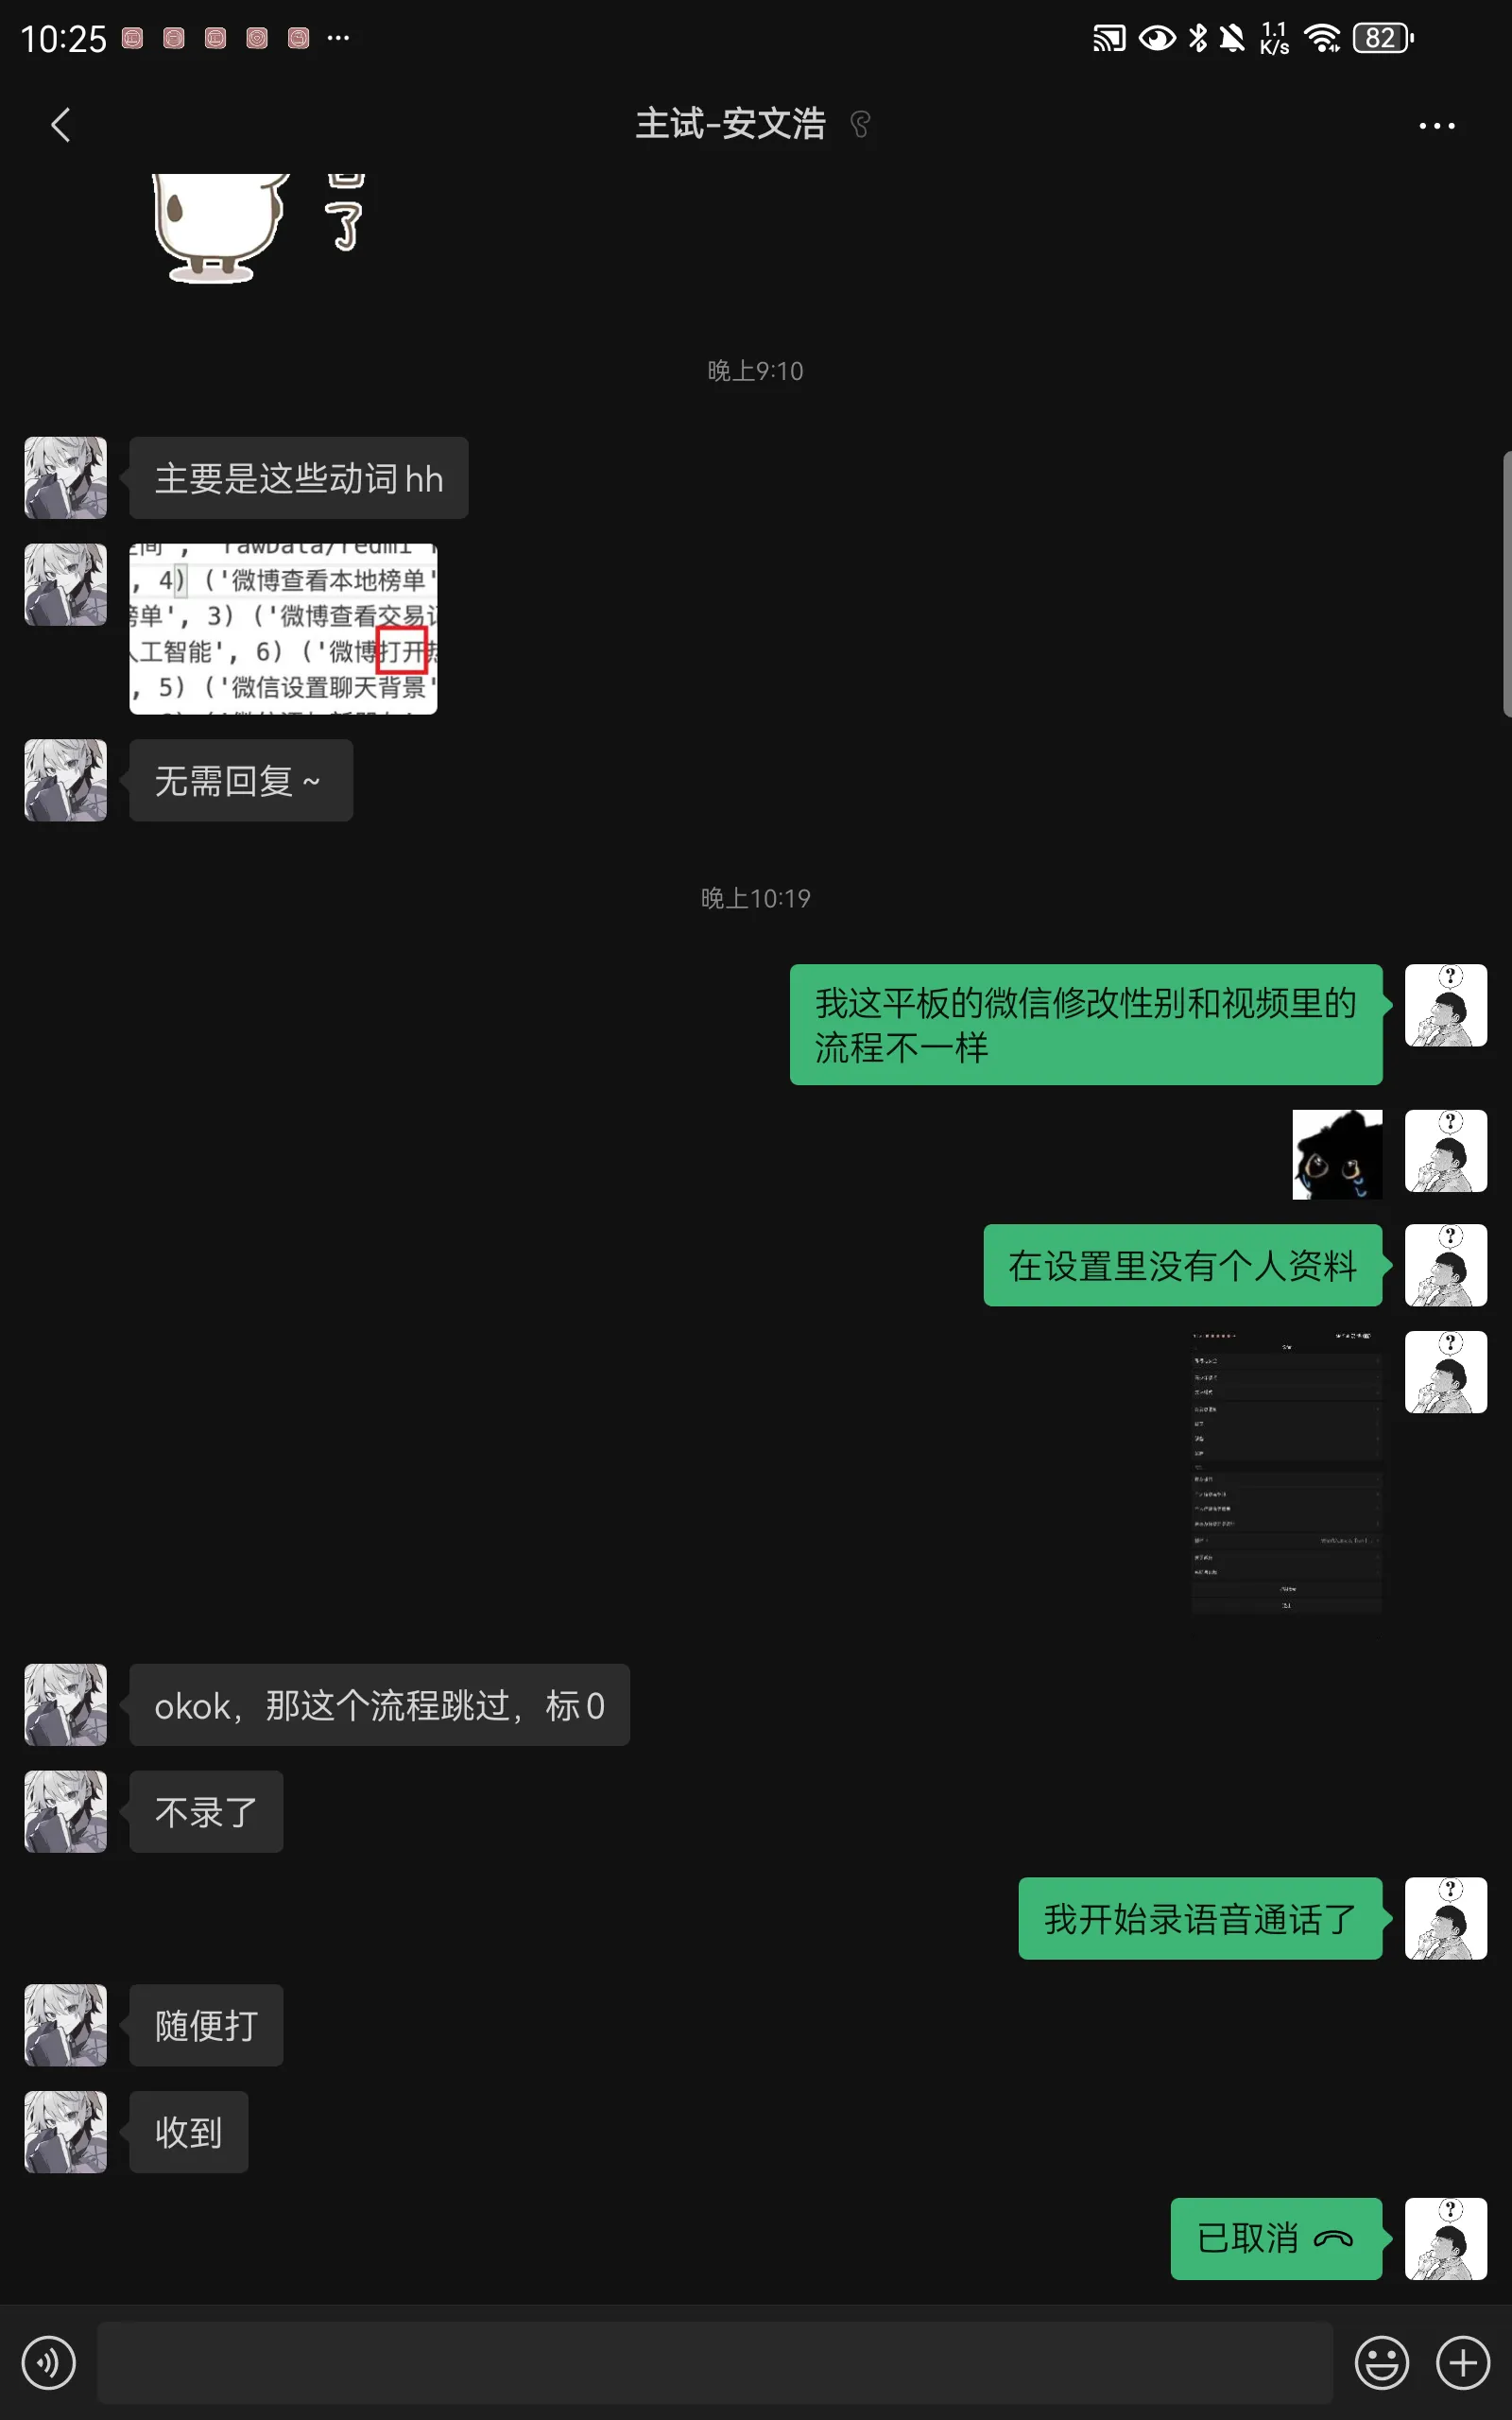 10:25
1.1
K/s
82
主试-安文浩
了
晚上9:10
主要是这些动词hh
, 4) ('微博查看本地榜单'
榜单', 3) ('微博查看交易
人工智能', 6) ('微博打开
, 5) ('微信设置聊天背景'
无需回复~
晚上10:19
我这平板的微信修改性别和视频里的
流程不一样
在设置里没有个人资料
okok，那这个流程跳过，标0
不录了
我开始录语音通话了
随便打
收到
已取消